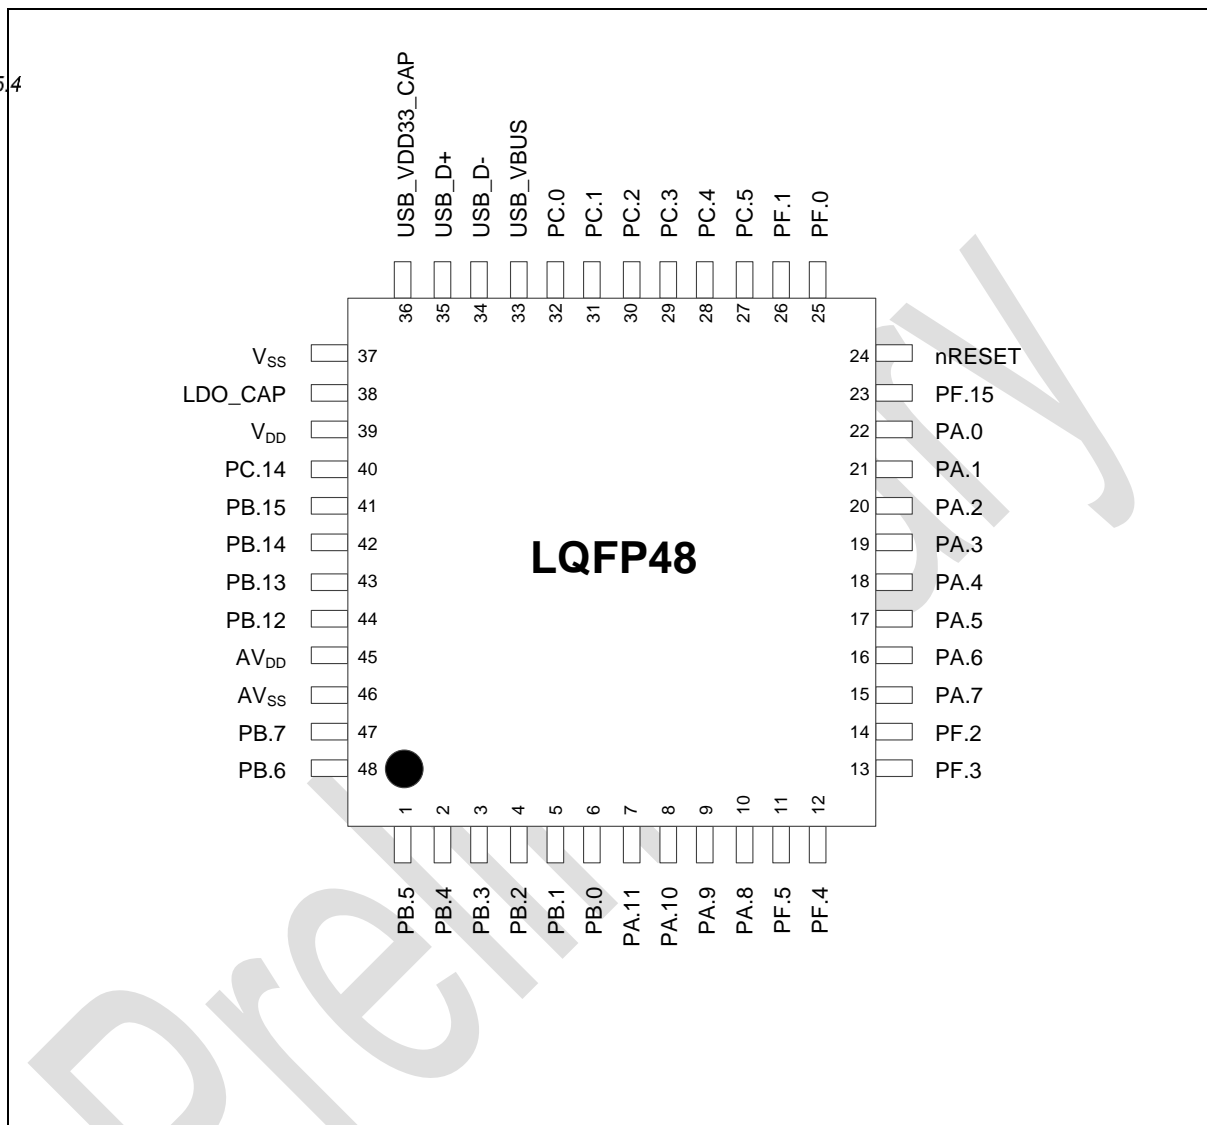 5.4
USB_VDD33_CAP
USB_D+
USB_D-
USB_VBUS
PC.0
PC.1
PC.2
PC.3
PC.4
PC.5
PF.1
PF.0
36
35
34
33
32
31
30
29
28
27
26
25
VSS 37
LDO_CAP 38
VDD 39
PC.14 40
PB.15 41
PB.14 42
PB.13 43
PB.12 44
AVDD 45
AVSS 46
PB.7 47
PB.6 48
LQFP48
24 nRESET
23 PF.15
22 PA.0
21 PA.1
20 PA.2
19 PA.3
18 PA.4
17 PA.5
16 PA.6
15 PA.7
14 PF.2
13 PF.3
1
2
3
4
5
6
7
8
9
10
11
12
PB.5
PB.4
PB.3
PB.2
PB.1
PB.0
PA.11
PA.10
PA.9
PA.8
PF.5
PF.4